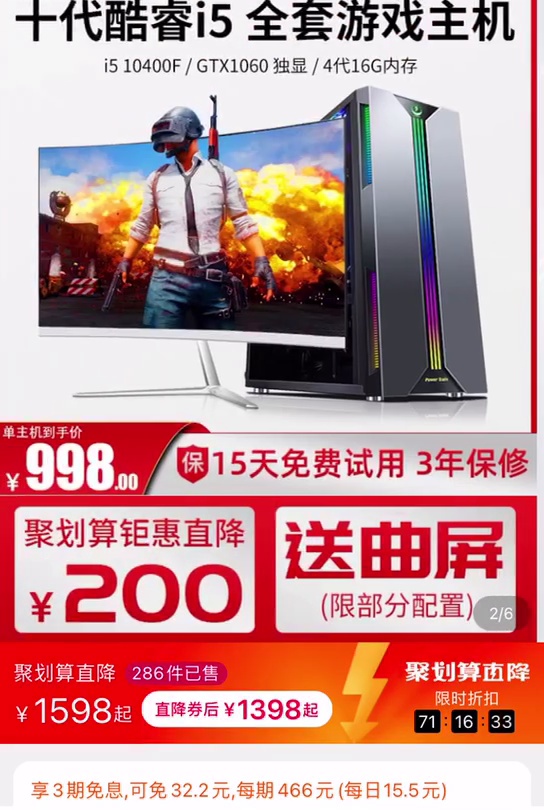 十代酷睿i5 全套游戏主机
i5 10400F / GTX1060 独显 / 4代16G内存
Power Train
单主机到手价
¥998.00
保 15天免费试用 3年保修
聚划算钜惠直降
¥200
送曲屏
(限部分配置)
2/6
聚划算直降 286件已售
¥1598起 直降券后¥1398起
聚划算直降
限时折扣
71:16:33
享3期免息,可免32.2元,每期466元(每日15.5元)